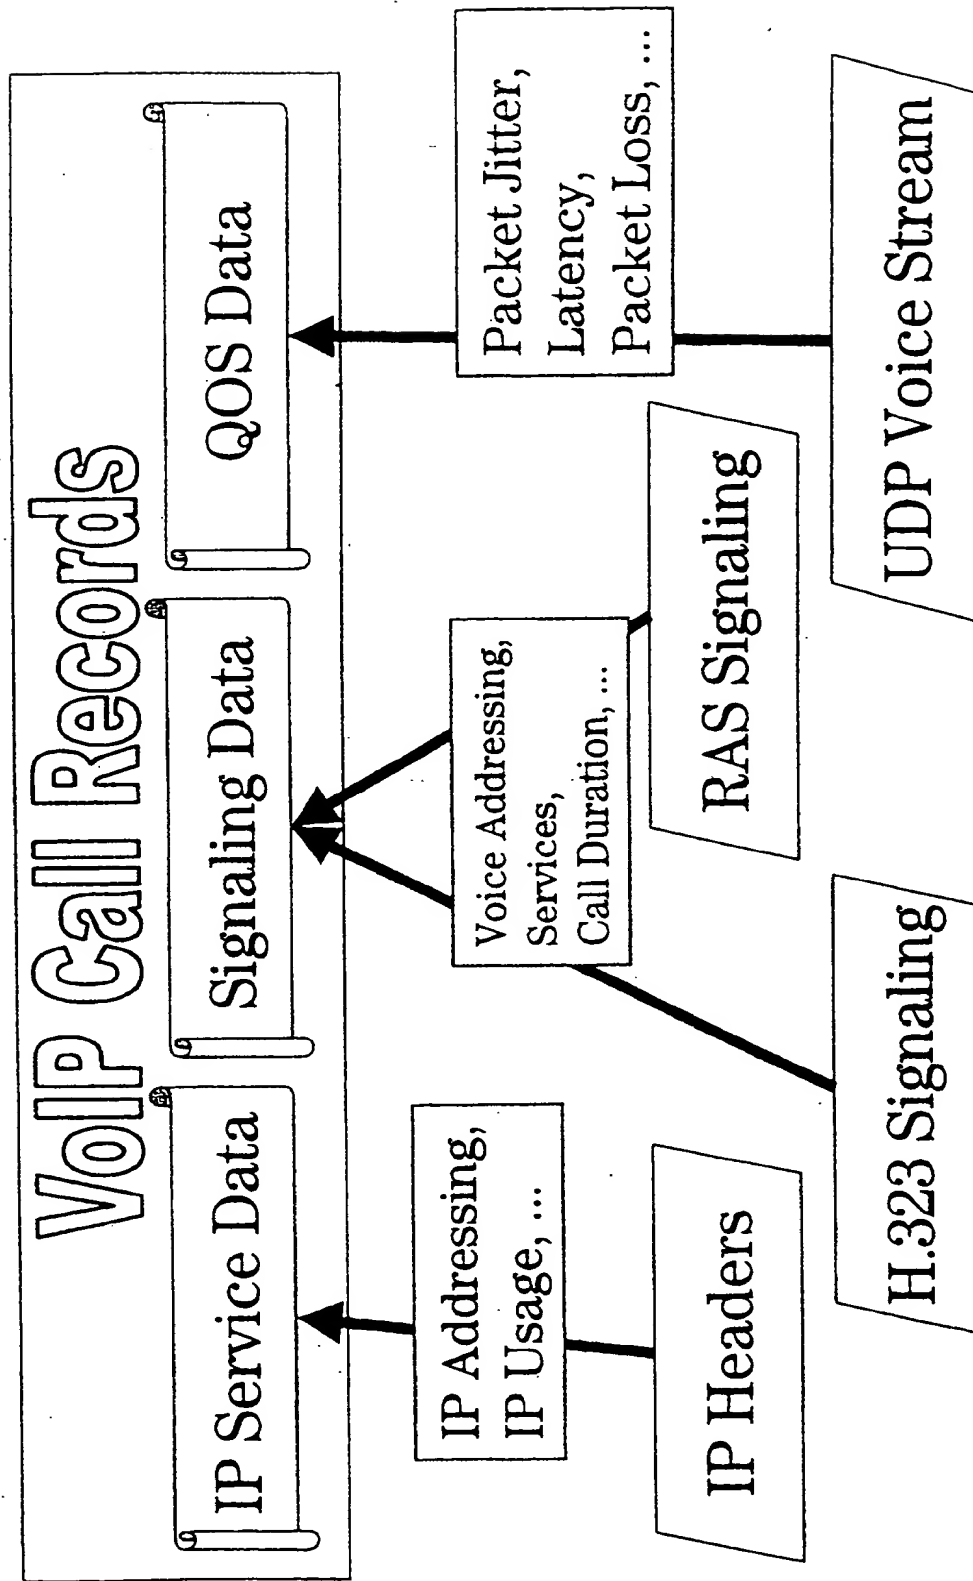 VoIP Call Records
IP Service Data
Signaling Data
QOS Data
IP Addressing,
IP Usage, ...
Voice Addressing,
Services,
Call Duration, ...
Packet Jitter,
Latency,
Packet Loss, ...
IP Headers
H.323 Signaling
RAS Signaling
UDP Voice Stream